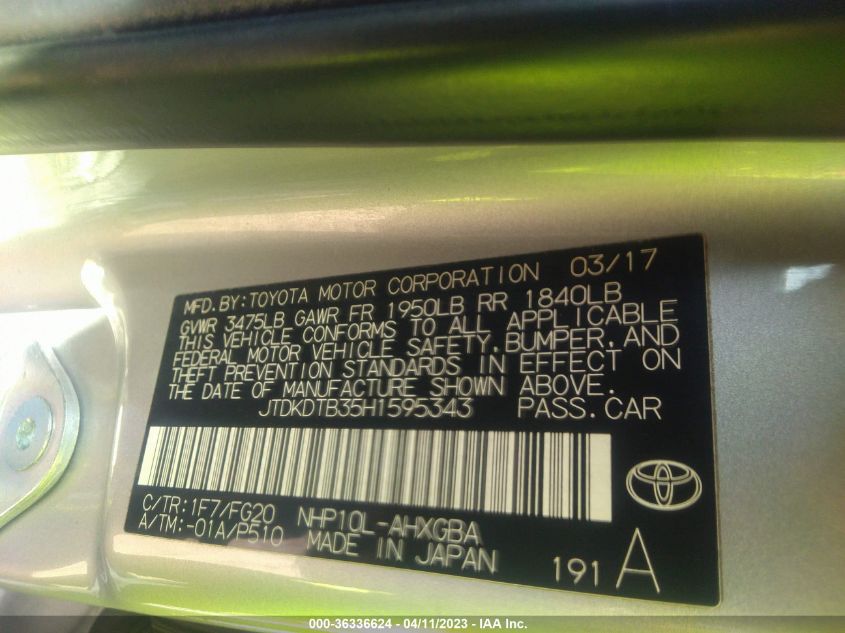 MFD. BY: TOYOTA MOTOR CORPORATION 03/17
GVWR 3475LB GAWR FR 1950LB RR 1840LB
THIS VEHICLE CONFORMS TO ALL APPLICABLE
FEDERAL MOTOR VEHICLE SAFETY, BUMPER, AND
THEFT PREVENTION STANDARDS IN EFFECT ON
THE DATE OF MANUFACTURE SHOWN ABOVE.
JTDKDTB35H1595343 PASS.CAR
C/TR: 1F7/FG20 NHP10L-AHXGBA
A/TM: -01A/P510 MADE IN JAPAN
191 A
000-36336624 - 04/11/2023 - IAA Inc.